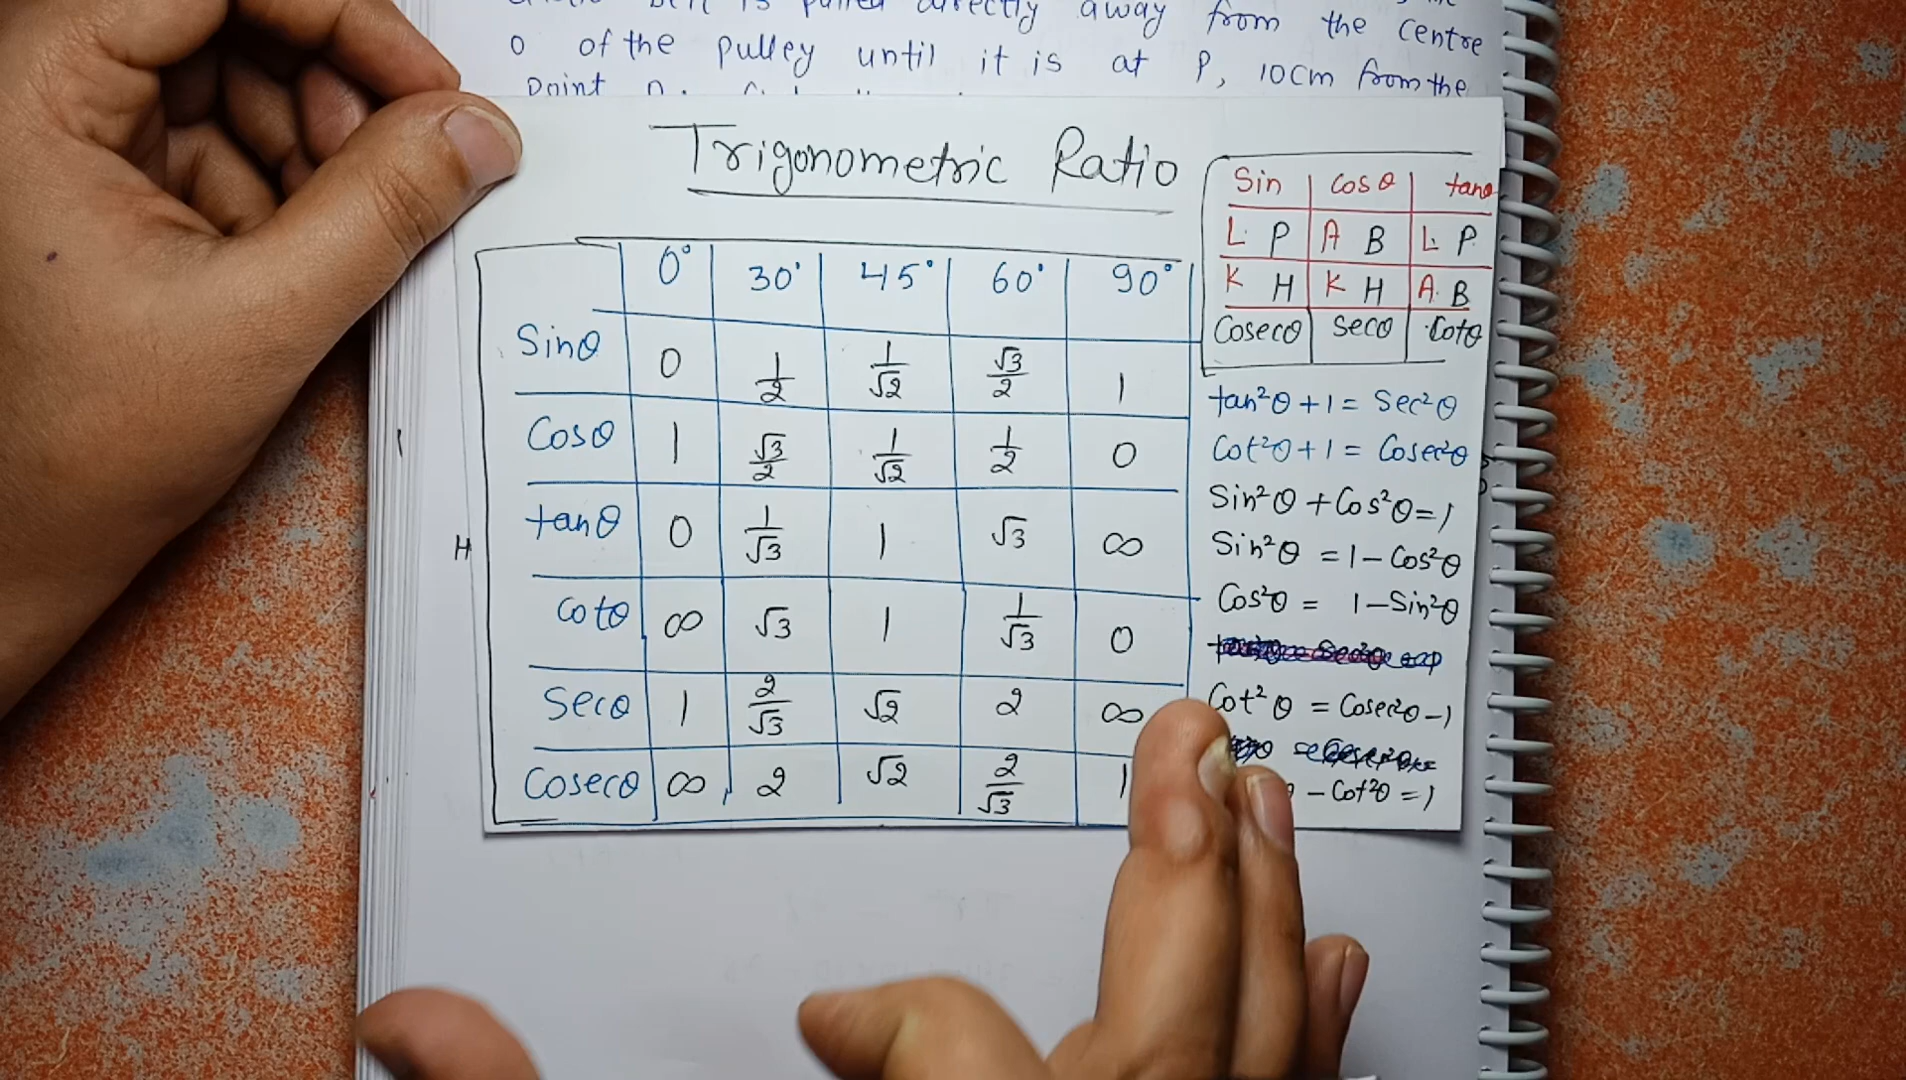 is pulled directly away from the centre
O of the pulley until it is at P, 10cm from the
Point
Trigonometric Ratio
0° 30° 45° 60° 90°
Sinθ 0 1/2 1/√2 √3/2 1
Cosθ 1 √3/2 1/√2 1/2 0
tanθ 0 1/√3 1 √3 ∞
Cotθ ∞ √3 1 1/√3 0
Secθ 1 2/√3 √2 2 ∞
Cosecθ ∞ 2 √2 2/√3 1
Sin Cosθ tanθ
L P A B L P
K H K H A B
Cosecθ Secθ Cotθ
tan²θ + 1 = Sec²θ
Cot²θ + 1 = Cosec²θ
Sin²θ + Cos²θ = 1
Sin²θ = 1 - Cos²θ
Cos²θ = 1 - Sin²θ
Cot²θ = Cosec²θ - 1
- Cot²θ = 1
H